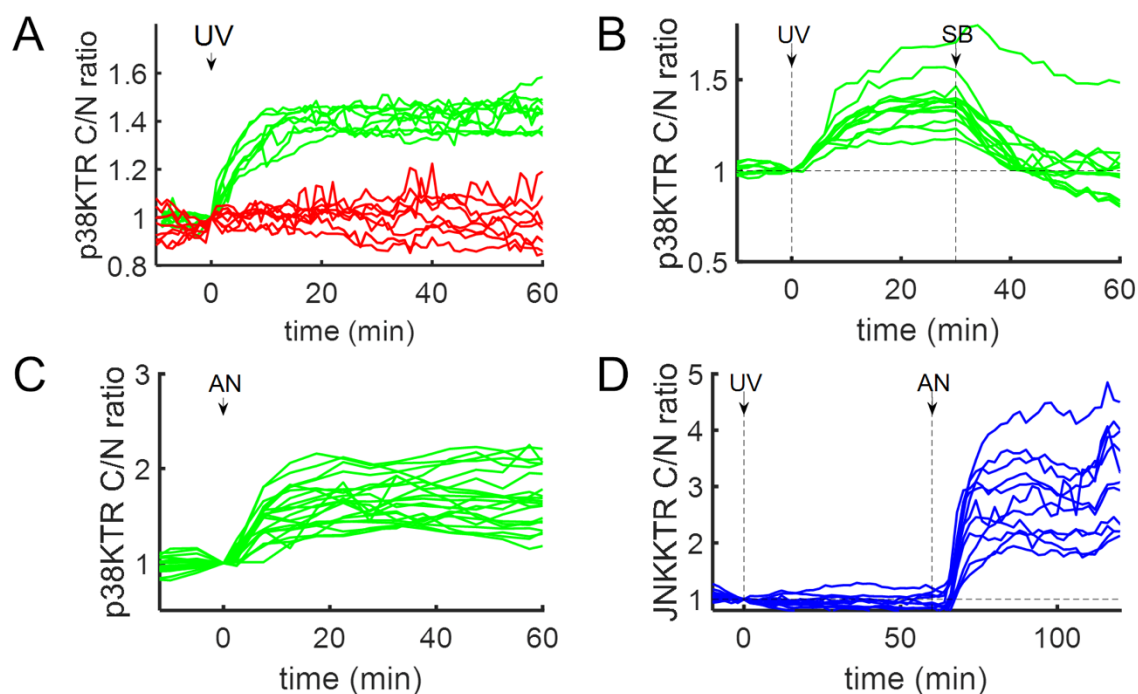 A
UV
p38KTR C/N ratio
1.6
1.4
1.2
1
0.8
0
20
40
60
time (min)
B
UV
SB
p38KTR C/N ratio
1.5
1
0.5
0
20
40
60
time (min)
C
AN
p38KTR C/N ratio
3
2
1
0
20
40
60
time (min)
D
UV
AN
JNKKTR C/N ratio
5
4
3
2
1
0
50
100
time (min)